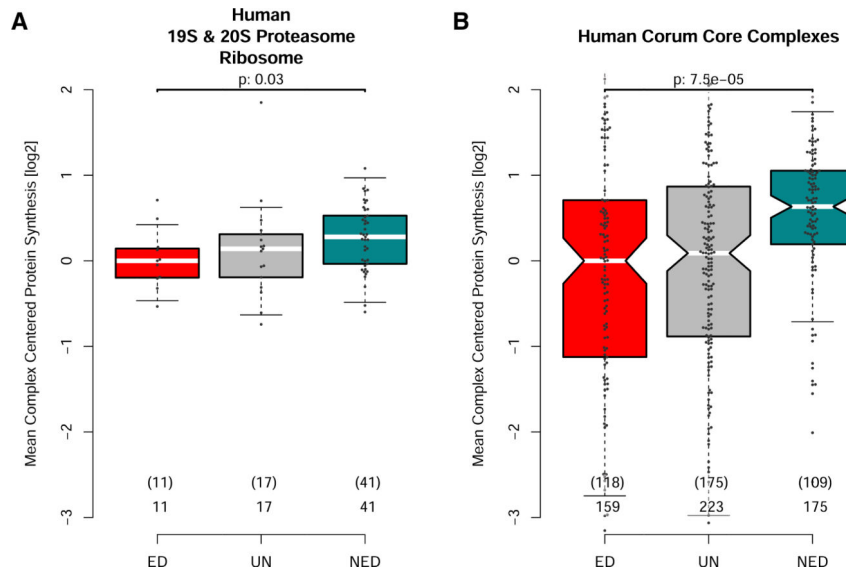 A
Human
19S & 20S Proteasome
Ribosome
p: 0.03
Mean Complex Centered Protein Synthesis [log2]
2
1
0
−1
−2
−3
(11)
(17)
(41)
11
17
41
ED
UN
NED
B
Human Corum Core Complexes
p: 7.5e−05
Mean Complex Centered Protein Synthesis [log2]
2
1
0
−1
−2
−3
(118)
(175)
(109)
159
223
175
ED
UN
NED